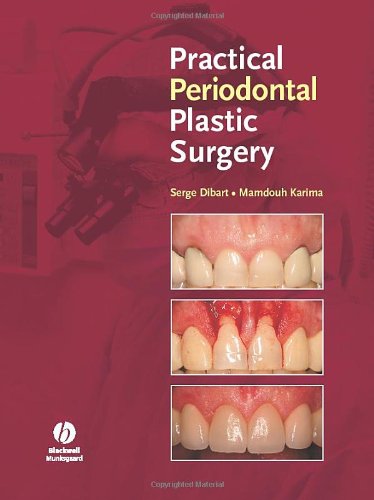 Practical
Periodontal
Plastic
Surgery
Serge Dibart • Mamdouh Karima
Blackwell
Munksgaard